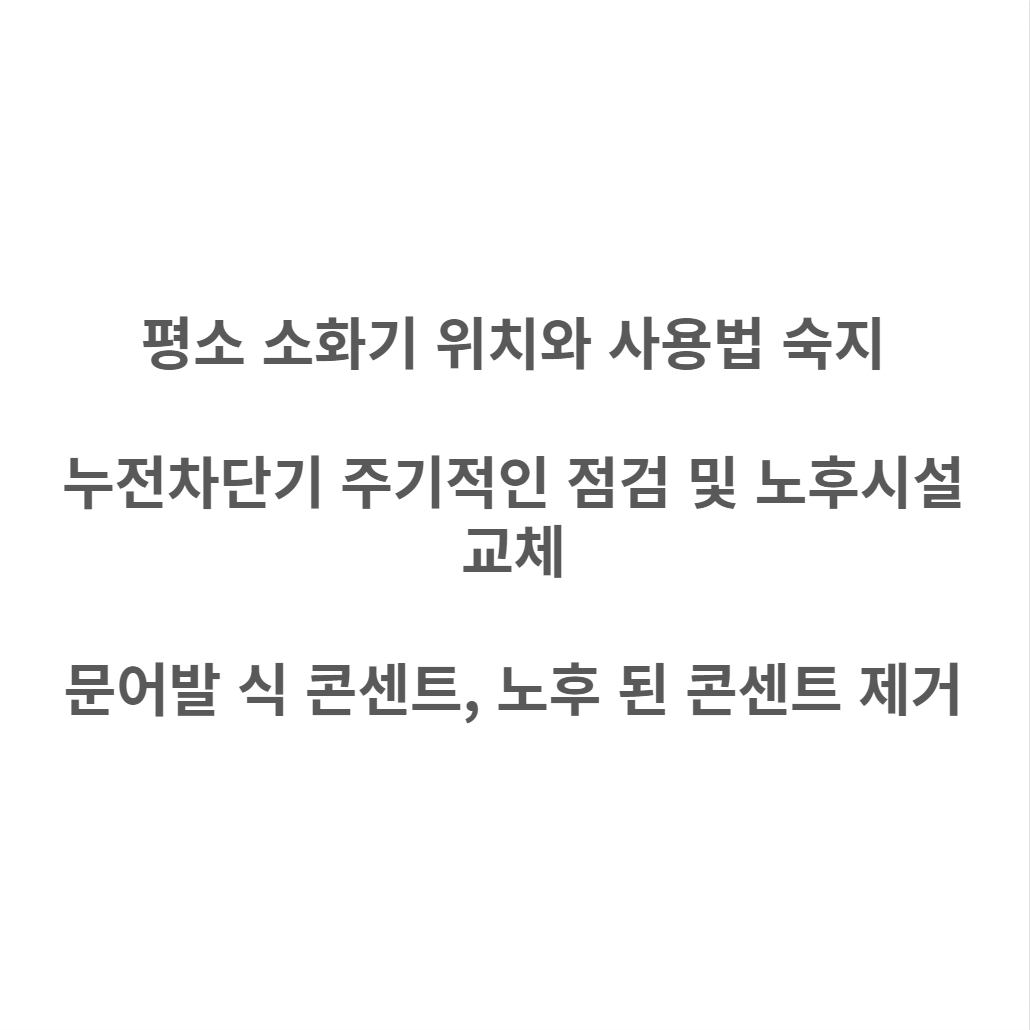 평소 소화기 위치와 사용법 숙지
누전차단기 주기적인 점검 및 노후시설
교체
문어발 식 콘센트, 노후 된 콘센트 제거